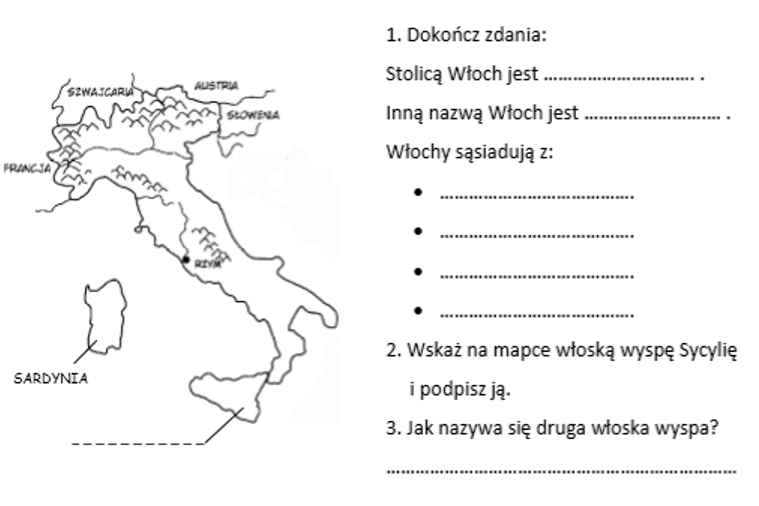 SZWAJCARIA
AUSTRIA
SŁOWENIA
FRANCJA
RZYM
SARDYNIA
_ _ _ _ _ _ _ _ _ _ _
1. Dokończ zdania:
Stolicą Włoch jest ................................ .
Inną nazwą Włoch jest ............................. .
Włochy sąsiadują z:
• ..........................................
• ..........................................
• ..........................................
• ..........................................
2. Wskaż na mapce włoską wyspę Sycylię
i podpisz ją.
3. Jak nazywa się druga włoska wyspa?
...........................................................................